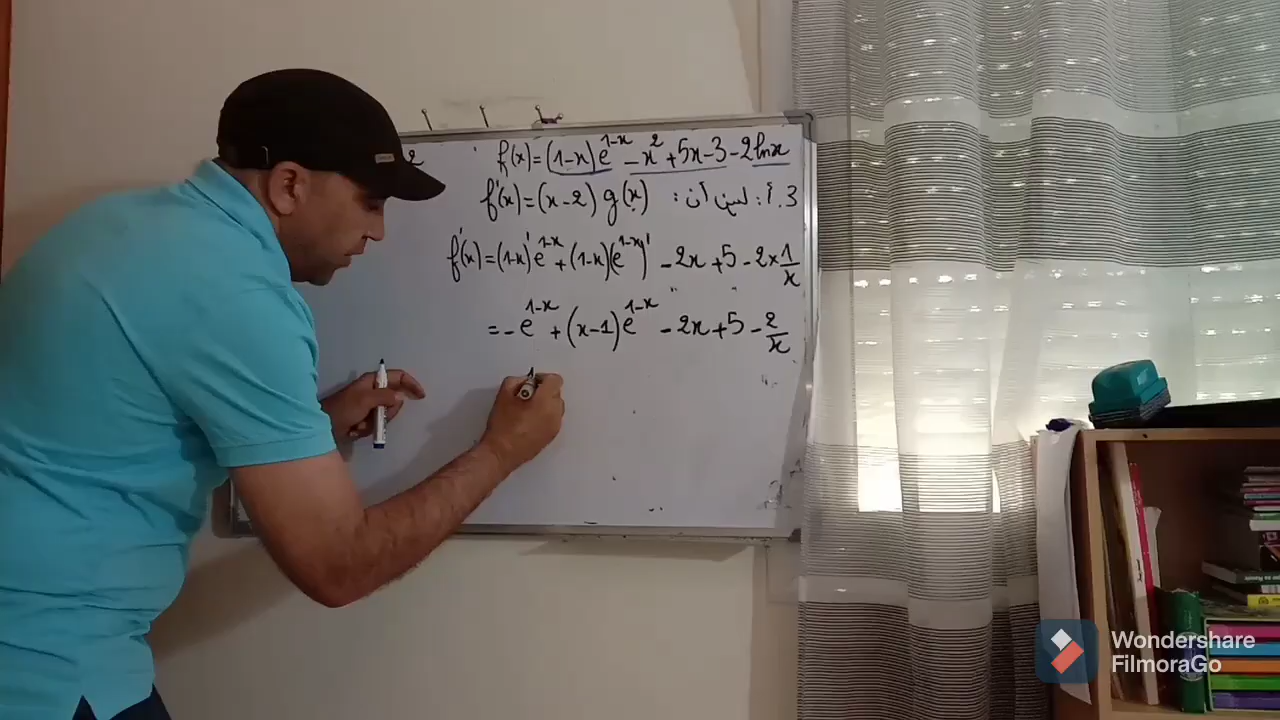 f(x) = (1-x)e^{1-x} - x^2 + 5x - 3 - 2lnx
3. أ: لنبين أن: f'(x) = (x-2) g(x)
f'(x) = (1-x)'e^{1-x} + (1-x)(e^{1-x})' - 2x + 5 - 2×1/x
= -e^{1-x} + (x-1)e^{1-x} - 2x + 5 - 2/x
Wondershare
FilmoraGo